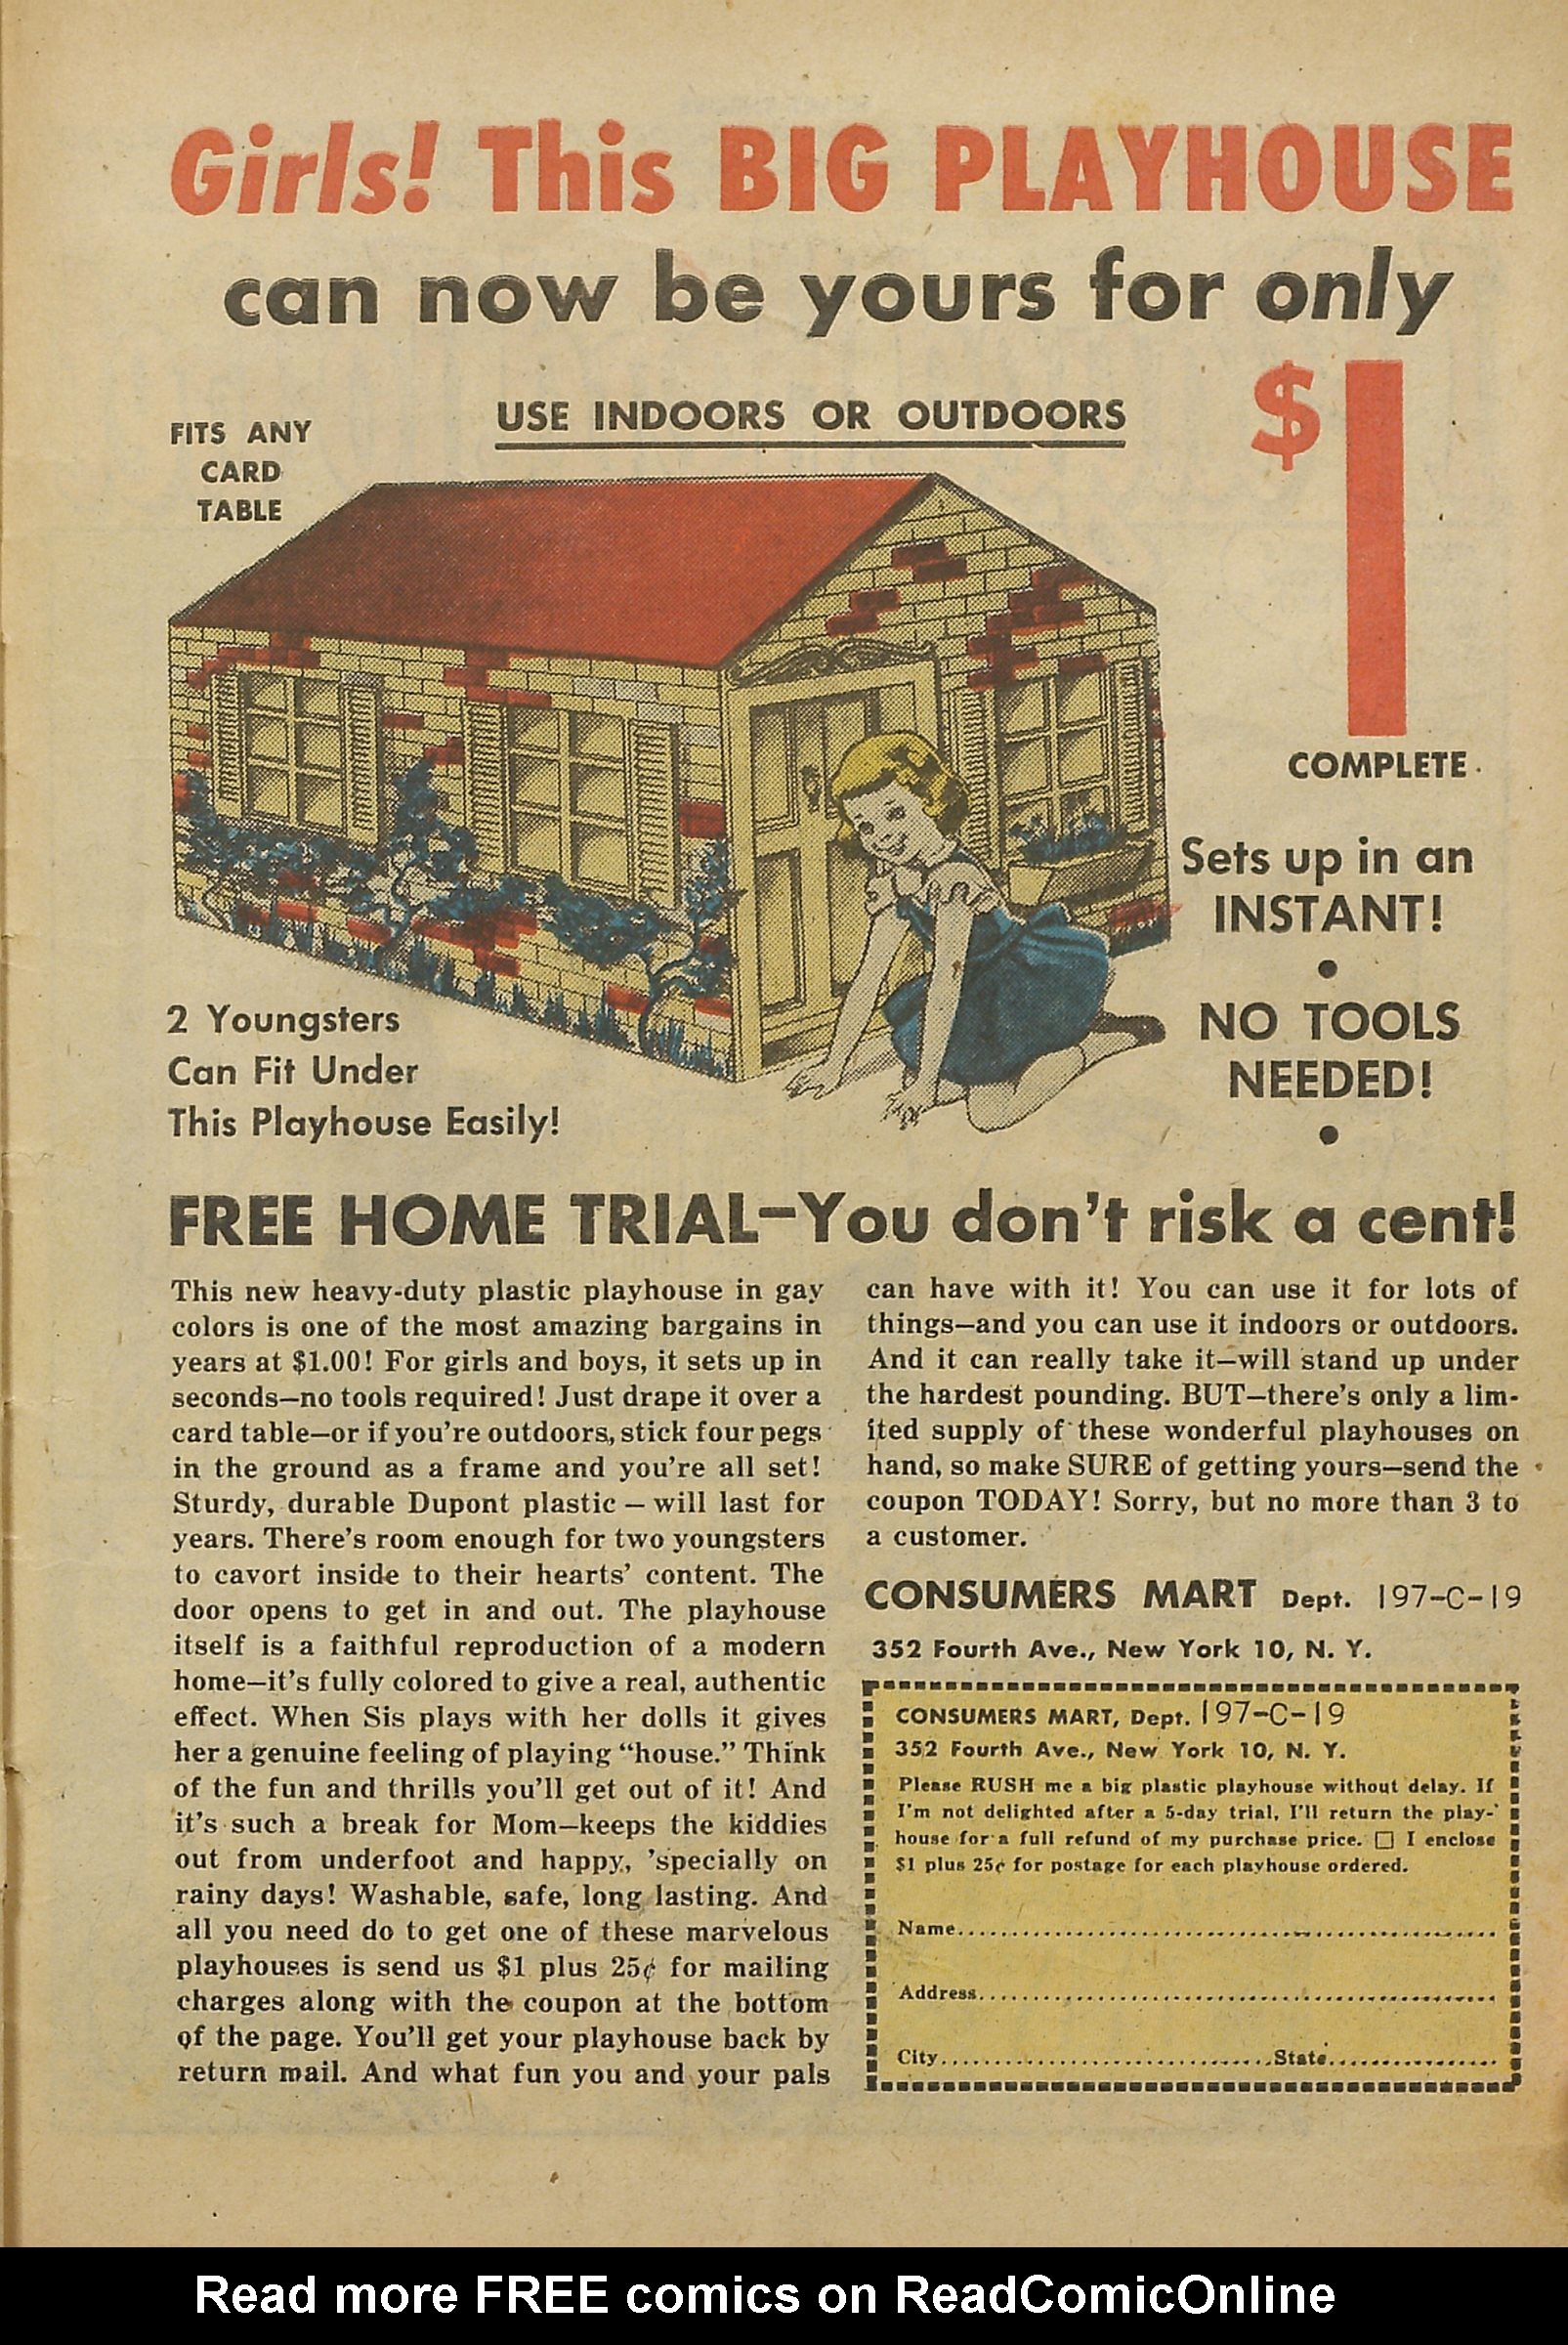 Girls! This BIG PLAYHOUSE
can now be yours for only
$1
COMPLETE
FITS ANY
CARD
TABLE
USE INDOORS OR OUTDOORS
Sets up in an
INSTANT!
•
NO TOOLS
NEEDED!
•
2 Youngsters
Can Fit Under
This Playhouse Easily!
FREE HOME TRIAL—You don't risk a cent!
This new heavy-duty plastic playhouse in gay
colors is one of the most amazing bargains in
years at $1.00! For girls and boys, it sets up in
seconds—no tools required! Just drape it over a
card table—or if you're outdoors, stick four pegs
in the ground as a frame and you're all set!
Sturdy, durable Dupont plastic — will last for
years. There's room enough for two youngsters
to cavort inside to their hearts' content. The
door opens to get in and out. The playhouse
itself is a faithful reproduction of a modern
home—it's fully colored to give a real, authentic
effect. When Sis plays with her dolls it gives
her a genuine feeling of playing "house." Think
of the fun and thrills you'll get out of it! And
it's such a break for Mom—keeps the kiddies
out from underfoot and happy, 'specially on
rainy days! Washable, safe, long lasting. And
all you need do to get one of these marvelous
playhouses is send us $1 plus 25¢ for mailing
charges along with the coupon at the bottom
of the page. You'll get your playhouse back by
return mail. And what fun you and your pals
can have with it! You can use it for lots of
things—and you can use it indoors or outdoors.
And it can really take it—will stand up under
the hardest pounding. BUT—there's only a lim-
ited supply of these wonderful playhouses on
hand, so make SURE of getting yours—send the
coupon TODAY! Sorry, but no more than 3 to
a customer.
CONSUMERS MART Dept. 197-C-19
352 Fourth Ave., New York 10, N. Y.
CONSUMERS MART, Dept. 197-C-19
352 Fourth Ave., New York 10, N. Y.
Please RUSH me a big plastic playhouse without delay. If
I'm not delighted after a 5-day trial, I'll return the play-
house for a full refund of my purchase price. ☐ I enclose
$1 plus 25¢ for postage for each playhouse ordered.
Name
Address
City State
Read more FREE comics on ReadComicOnline